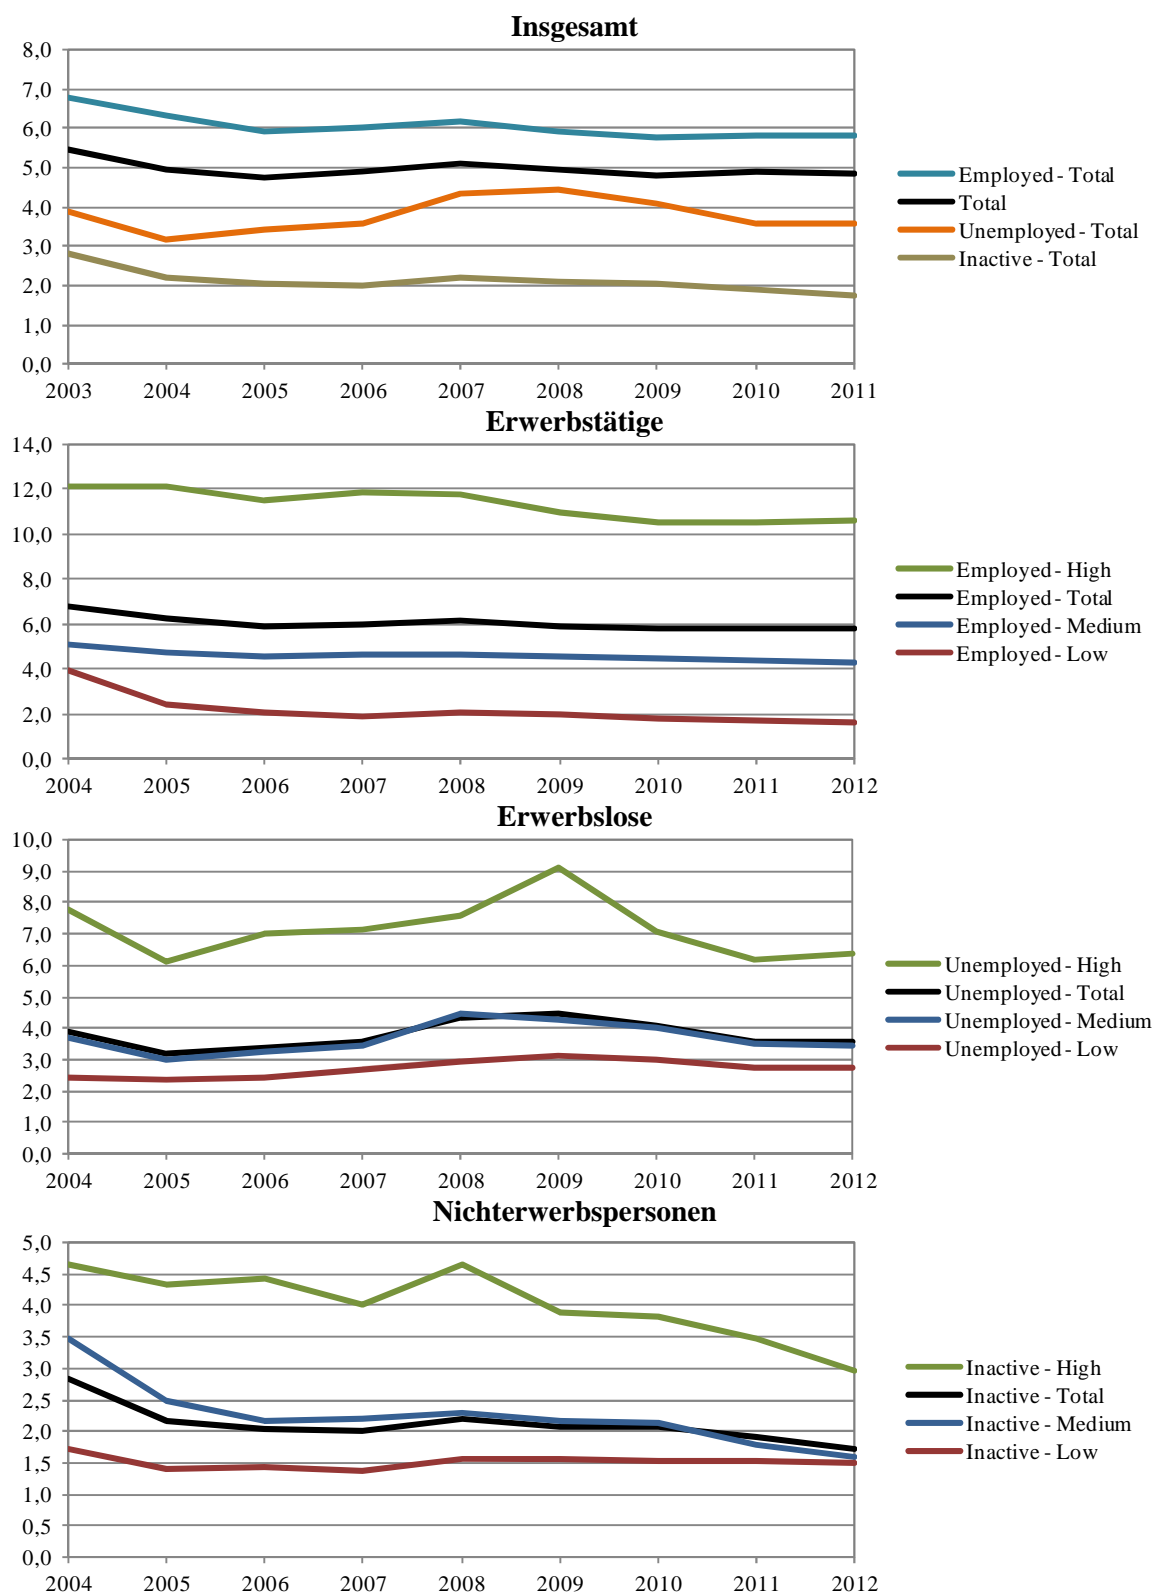 Insgesamt
8,0
7,0
6,0
5,0
4,0
3,0
2,0
1,0
0,0
2003 2004 2005 2006 2007 2008 2009 2010 2011
Employed - Total
Total
Unemployed - Total
Inactive - Total
Erwerbstätige
14,0
12,0
10,0
8,0
6,0
4,0
2,0
0,0
2004 2005 2006 2007 2008 2009 2010 2011 2012
Employed - High
Employed - Total
Employed - Medium
Employed - Low
Erwerbslose
10,0
9,0
8,0
7,0
6,0
5,0
4,0
3,0
2,0
1,0
0,0
2004 2005 2006 2007 2008 2009 2010 2011 2012
Unemployed - High
Unemployed - Total
Unemployed - Medium
Unemployed - Low
Nichterwerbspersonen
5,0
4,5
4,0
3,5
3,0
2,5
2,0
1,5
1,0
0,5
0,0
2004 2005 2006 2007 2008 2009 2010 2011 2012
Inactive - High
Inactive - Total
Inactive - Medium
Inactive - Low